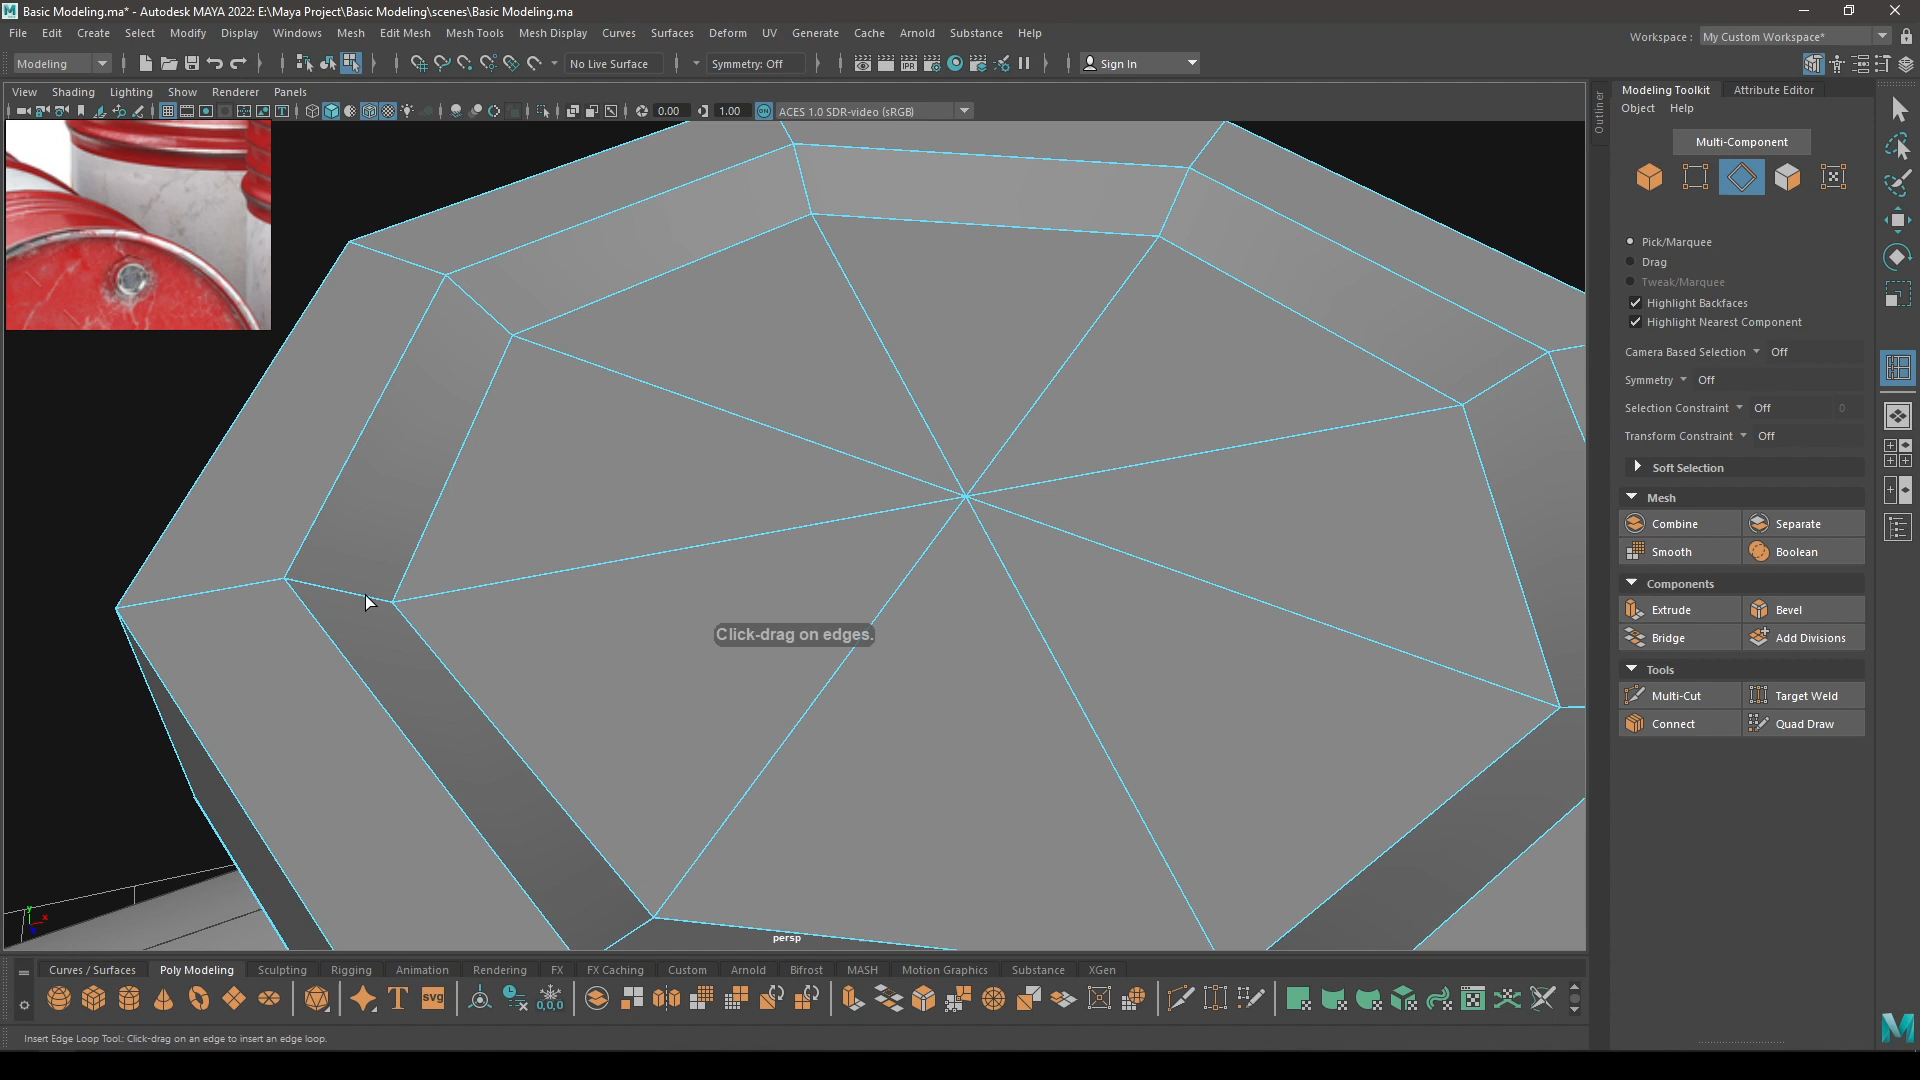 Basic Modeling.ma* - Autodesk MAYA 2022: E:\Maya Project\Basic Modeling\scenes\Basic Modeling.ma
File Edit Create Select Modify Display Windows Mesh Edit Mesh Mesh Tools Mesh Display Curves Surfaces Deform UV Generate Cache Arnold Substance Help
Workspace : My Custom Workspace*
Modeling No Live Surface Symmetry: Off IPR Sign In
View Shading Lighting Show Renderer Panels
0.00 1.00 ON ACES 1.0 SDR-video (sRGB)
Outliner
Modeling Toolkit Attribute Editor
Object Help
Multi-Component
Pick/Marquee
Drag
Tweak/Marquee
Highlight Backfaces
Highlight Nearest Component
Camera Based Selection Off
Symmetry Off
Selection Constraint Off 0
Transform Constraint Off
Soft Selection
Mesh
Combine Separate
Smooth Boolean
Components
Extrude Bevel
Bridge Add Divisions
Tools
Multi-Cut Target Weld
Connect Quad Draw
Click-drag on edges.
persp
Curves / Surfaces Poly Modeling Sculpting Rigging Animation Rendering FX FX Caching Custom Arnold Bifrost MASH Motion Graphics Substance XGen
T svg 0,0,0
Insert Edge Loop Tool: Click-drag on an edge to insert an edge loop.